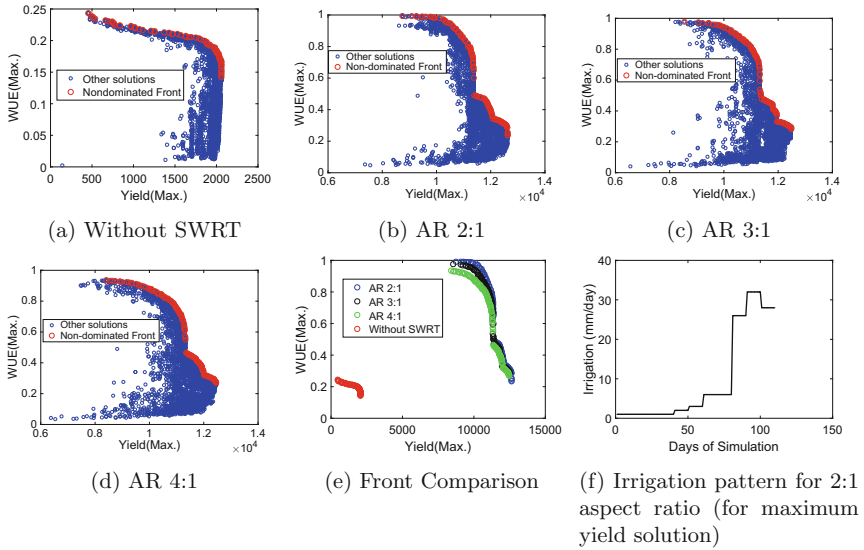 0.25
0.2
0.15
0.1
0.05
0
WUE(Max.)
Other solutions
Nondominated Front
0 500 1000 1500 2000 2500
Yield(Max.)
(a) Without SWRT
1
0.8
0.6
0.4
0.2
0
WUE(Max.)
Other solutions
Non-dominated Front
0.6 0.8 1 1.2 1.4
Yield(Max.)
×10⁴
(b) AR 2:1
1
0.8
0.6
0.4
0.2
0
WUE(Max.)
Other solutions
Non-dominated Front
0.6 0.8 1 1.2 1.4
Yield(Max.)
×10⁴
(c) AR 3:1
1
0.8
0.6
0.4
0.2
0
WUE(Max.)
Other solutions
Non-dominated Front
0.6 0.8 1 1.2 1.4
Yield(Max.)
×10⁴
(d) AR 4:1
1
0.8
0.6
0.4
0.2
0
WUE(Max.)
AR 2:1
AR 3:1
AR 4:1
Without SWRT
0 5000 10000 15000
Yield(Max.)
(e) Front Comparison
40
30
20
10
0
Irrigation (mm/day)
0 50 100 150
Days of Simulation
(f) Irrigation pattern for 2:1
aspect ratio (for maximum
yield solution)